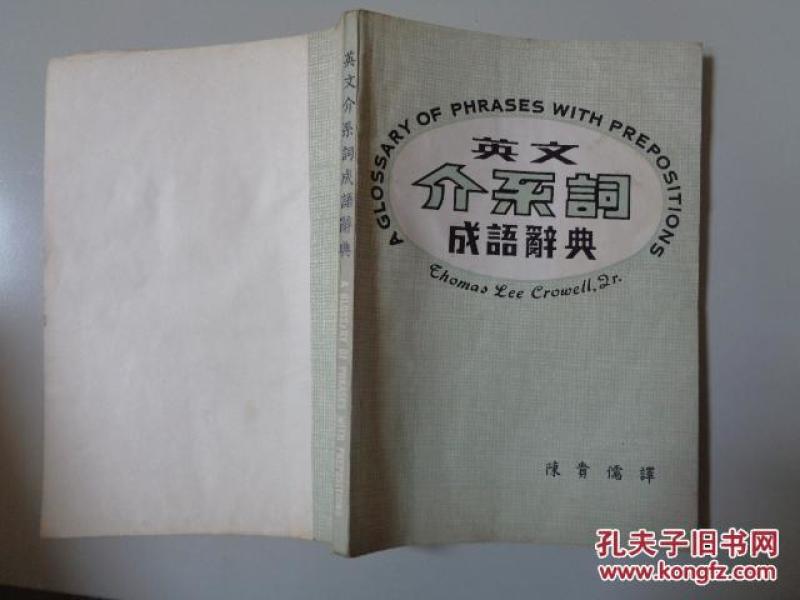 英文介系詞成語辭典 A GLOSSARY OF PHRASES WITH PREPOSITIONS
A GLOSSARY OF PHRASES WITH PREPOSITIONS
英文
介系詞
成語辭典
Thomas Lee Crowell, Jr.
陳貴儒譯
孔夫子旧书网
www.kongfz.com